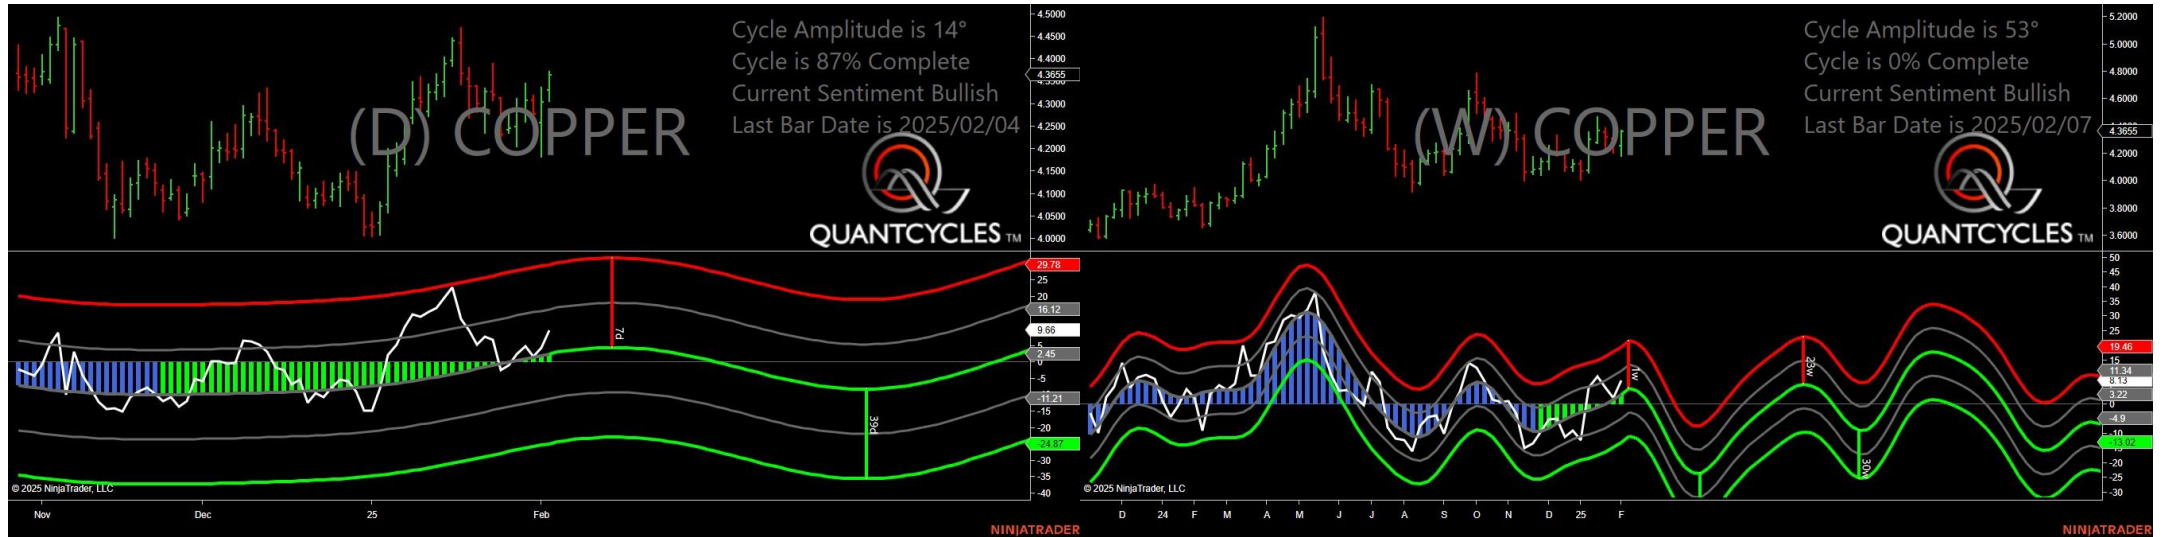 Cycle Amplitude is 14°
Cycle is 87% Complete
Current Sentiment Bullish
Last Bar Date is 2025/02/04
(D) COPPER
QUANTCYCLES TM
4.5000
4.4500
4.4000
4.3655
4.3000
4.2500
4.2000
4.1500
4.1000
4.0500
4.0000
29.78
25
20
16.12
9.66
5
2.45
0
-5
-11.21
-15
-20
-24.87
-30
-35
-40
7d
39d
© 2025 NinjaTrader, LLC
Nov Dec 25 Feb
NINJATRADER
Cycle Amplitude is 53°
Cycle is 0% Complete
Current Sentiment Bullish
Last Bar Date is 2025/02/07
(W) COPPER
QUANTCYCLES TM
5.2000
5.0000
4.8000
4.6000
4.3655
4.2000
4.0000
3.8000
3.6000
50
45
40
35
30
25
19.46
15
11.34
8.13
3.22
0
-4.9
-10
-13.02
-20
-25
-30
1w
23w
30w
© 2025 NinjaTrader, LLC
D 24 F M A M J J A S O N D 25 F
NINJATRADER